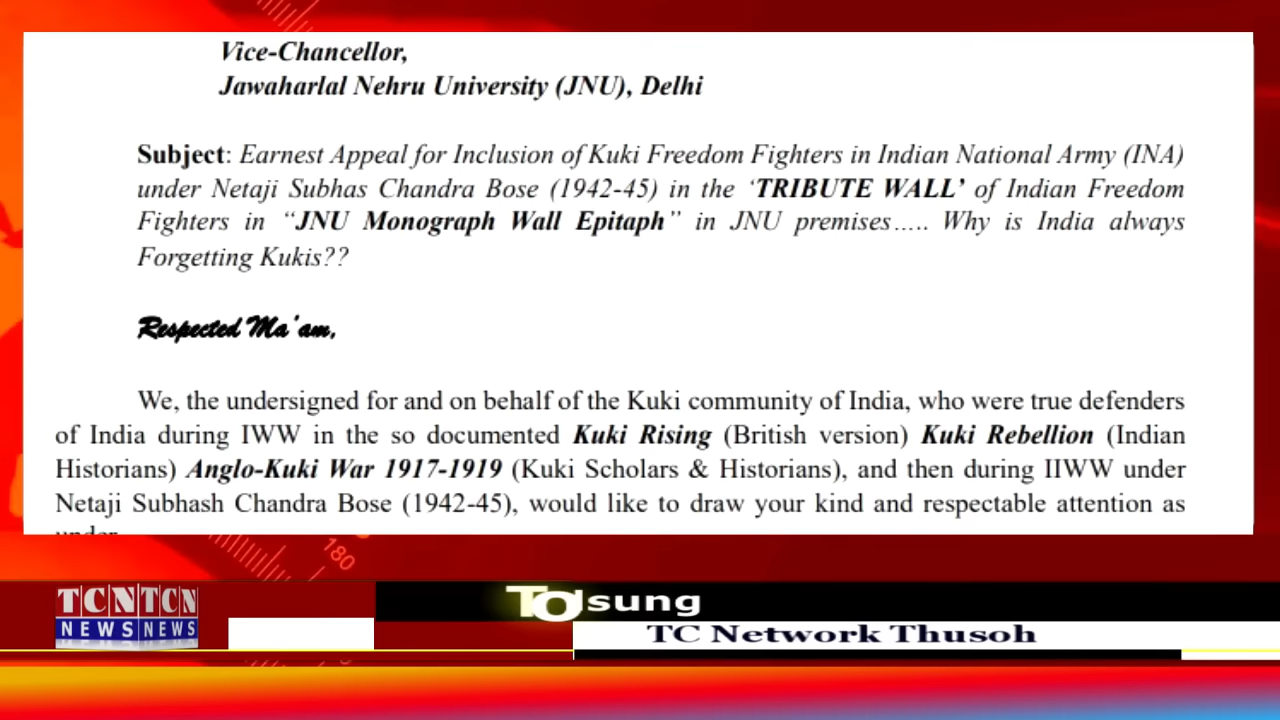 Vice-Chancellor,
Jawaharlal Nehru University (JNU), Delhi
Subject: Earnest Appeal for Inclusion of Kuki Freedom Fighters in Indian National Army (INA)
under Netaji Subhas Chandra Bose (1942-45) in the ‘TRIBUTE WALL’ of Indian Freedom
Fighters in “JNU Monograph Wall Epitaph” in JNU premises….. Why is India always
Forgetting Kukis??
Respected Ma’am,
We, the undersigned for and on behalf of the Kuki community of India, who were true defenders
of India during IWW in the so documented Kuki Rising (British version) Kuki Rebellion (Indian
Historians) Anglo-Kuki War 1917-1919 (Kuki Scholars & Historians), and then during IIWW under
Netaji Subhash Chandra Bose (1942-45), would like to draw your kind and respectable attention as
under
180
TCNTCN
NEWS NEWS
sung
TC Network Thusoh